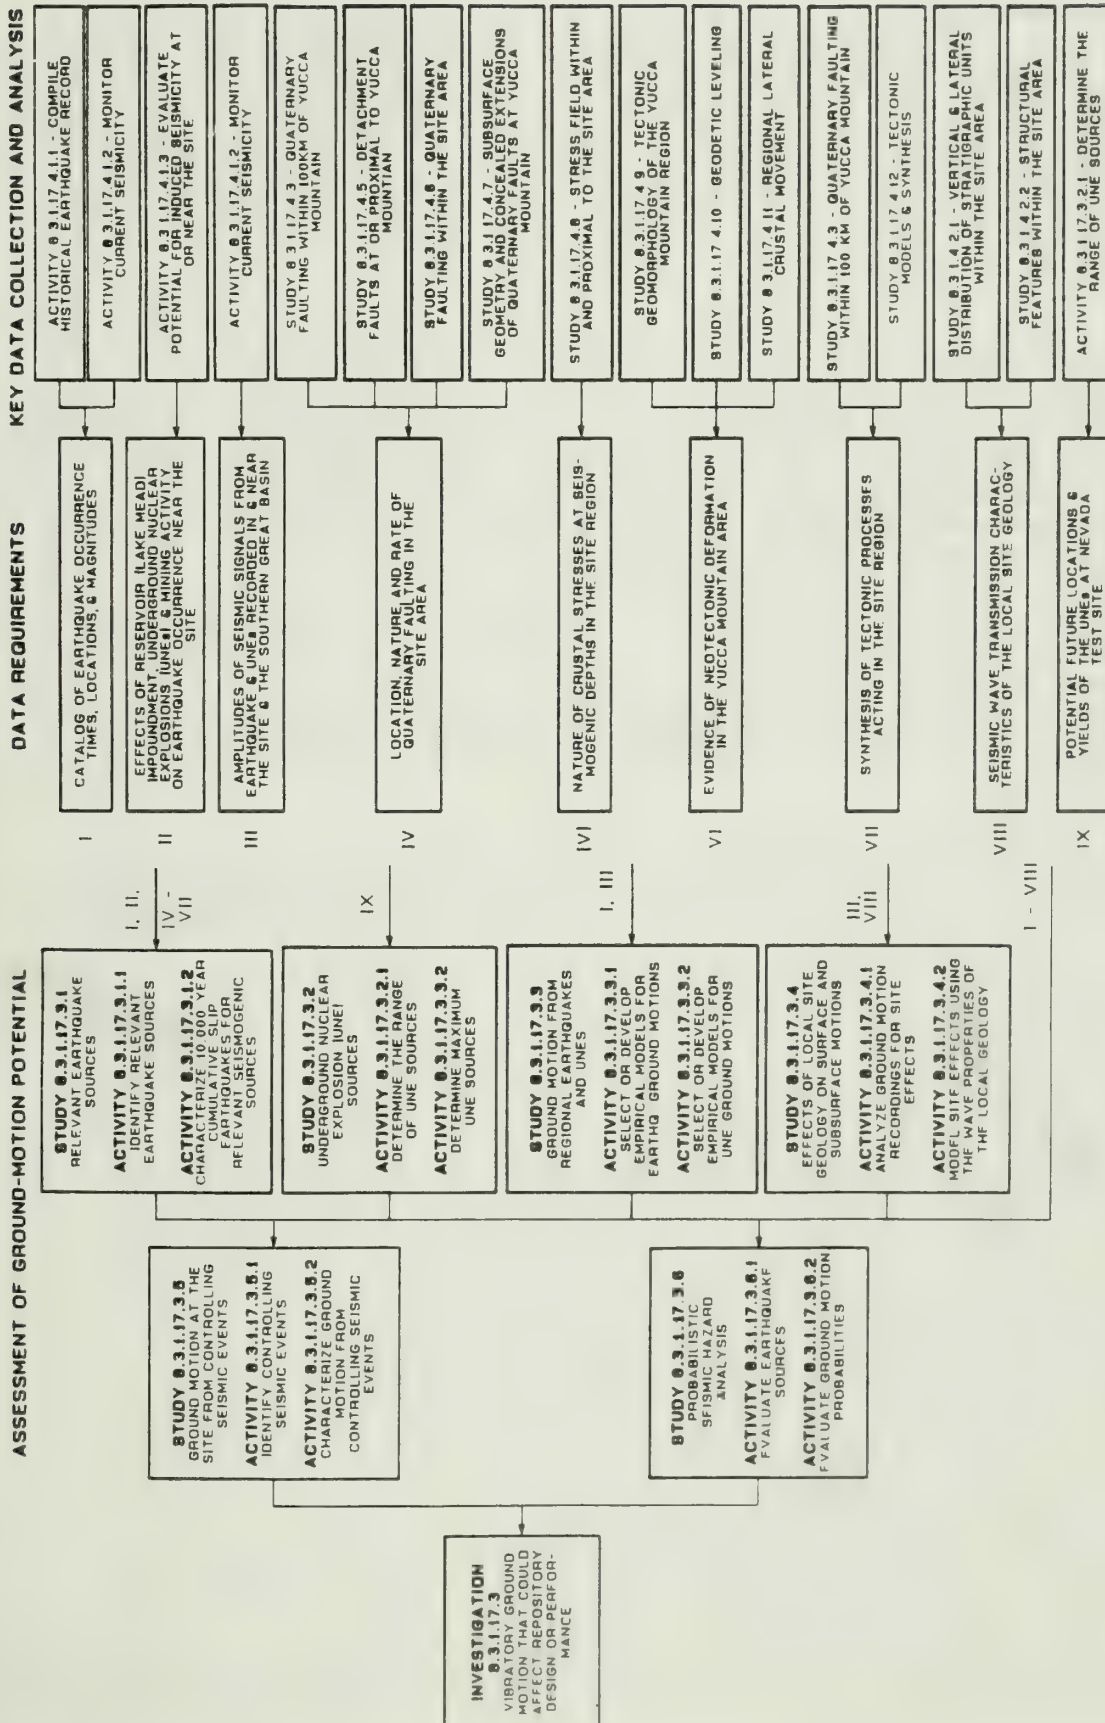 ASSESSMENT OF GROUND-MOTION POTENTIAL
DATA REQUIREMENTS
KEY DATA COLLECTION AND ANALYSIS
INVESTIGATION
8.3.1.17.3
VIBRATORY GROUND
MOTION THAT COULD
AFFECT REPOSITORY
DESIGN OR PERFOR-
MANCE
STUDY 8.3.1.17.3.5
GROUND MOTION AT THE
SITE FROM CONTROLLING
SEISMIC EVENTS
ACTIVITY 8.3.1.17.3.5.1
IDENTIFY CONTROLLING
SEISMIC EVENTS
ACTIVITY 8.3.1.17.3.5.2
CHARACTERIZE GROUND
MOTION FROM
CONTROLLING SEISMIC
EVENTS
STUDY 8.3.1.17.3.6
PROBABILISTIC
SEISMIC HAZARD
ANALYSIS
ACTIVITY 8.3.1.17.3.6.1
EVALUATE EARTHQUAKE
SOURCES
ACTIVITY 8.3.1.17.3.6.2
EVALUATE GROUND MOTION
PROBABILITIES
STUDY 8.3.1.17.3.1
RELEVANT EARTHQUAKE
SOURCES
ACTIVITY 8.3.1.17.3.1.1
IDENTIFY RELEVANT
EARTHQUAKE SOURCES
ACTIVITY 8.3.1.17.3.1.2
CHARACTERIZE 10,000 YEAR
CUMULATIVE SLIP
EARTHQUAKES FOR
RELEVANT SEISMOGENIC
SOURCES
I, II,
IV -
VII
STUDY 8.3.1.17.3.2
UNDERGROUND NUCLEAR
EXPLOSION (UNE)
SOURCES
ACTIVITY 8.3.1.17.3.2.1
DETERMINE THE RANGE
OF UNE SOURCES
ACTIVITY 8.3.1.17.3.3.2
DETERMINE MAXIMUM
UNE SOURCES
IX
STUDY 8.3.1.17.3.3
GROUND MOTION FROM
REGIONAL EARTHQUAKES
AND UNES
ACTIVITY 8.3.1.17.3.3.1
SELECT OR DEVELOP
EMPIRICAL MODELS FOR
EARTHQ GROUND MOTIONS
ACTIVITY 8.3.1.17.3.3.2
SELECT OR DEVELOP
EMPIRICAL MODELS FOR
UNE GROUND MOTIONS
I, III
STUDY 8.3.1.17.3.4
EFFECTS OF LOCAL SITE
GEOLOGY ON SURFACE AND
SUBSURFACE MOTIONS
ACTIVITY 8.3.1.17.3.4.1
ANALYZE GROUND MOTION
RECORDINGS FOR SITE
EFFECTS
ACTIVITY 8.3.1.17.3.4.2
MODEL SITE EFFECTS USING
THE WAVE PROPERTIES OF
THE LOCAL GEOLOGY
III,
VIII
I - VIII
I
CATALOG OF EARTHQUAKE OCCURRENCE
TIMES, LOCATIONS, & MAGNITUDES
II
EFFECTS OF RESERVOIR (LAKE MEAD)
IMPOUNDMENT, UNDERGROUND NUCLEAR
EXPLOSIONS (UNEs) & MINING ACTIVITY
ON EARTHQUAKE OCCURRENCE NEAR THE
SITE
III
AMPLITUDES OF SEISMIC SIGNALS FROM
EARTHQUAKE & UNEs RECORDED IN & NEAR
THE SITE & THE SOUTHERN GREAT BASIN
IV
LOCATION, NATURE, AND RATE OF
QUATERNARY FAULTING IN THE
SITE AREA
(V)
NATURE OF CRUSTAL STRESSES AT SEIS-
MOGENIC DEPTHS IN THE SITE REGION
VI
EVIDENCE OF NEOTECTONIC DEFORMATION
IN THE YUCCA MOUNTAIN AREA
VII
SYNTHESIS OF TECTONIC PROCESSES
ACTING IN THE SITE REGION
VIII
SEISMIC WAVE TRANSMISSION CHARAC-
TERISTICS OF THE LOCAL SITE GEOLOGY
IX
POTENTIAL FUTURE LOCATIONS &
YIELDS OF THE UNEs AT NEVADA
TEST SITE
ACTIVITY 8.3.1.17.4.1.1 - COMPILE
HISTORICAL EARTHQUAKE RECORD
ACTIVITY 8.3.1.17.4.1.2 - MONITOR
CURRENT SEISMICITY
ACTIVITY 8.3.1.17.4.1.3 - EVALUATE
POTENTIAL FOR INDUCED SEISMICITY AT
OR NEAR THE SITE
ACTIVITY 8.3.1.17.4.1.2 - MONITOR
CURRENT SEISMICITY
STUDY 8.3.1.17.4.3 - QUATERNARY
FAULTING WITHIN 100KM OF YUCCA
MOUNTAIN
STUDY 8.3.1.17.4.5 - DETACHMENT
FAULTS AT OR PROXIMAL TO YUCCA
MOUNTIAN
STUDY 8.3.1.17.4.6 - QUATERNARY
FAULTING WITHIN THE SITE AREA
STUDY 8.3.1.17.4.7 - SUBSURFACE
GEOMETRY AND CONCEALED EXTENSIONS
OF QUATERNARY FAULTS AT YUCCA
MOUNTAIN
STUDY 8.3.1.17.4.8 - STRESS FIELD WITHIN
AND PROXIMAL TO THE SITE AREA
STUDY 8.3.1.17.4.9 - TECTONIC
GEOMORPHOLOGY OF THE YUCCA
MOUNTAIN REGION
STUDY 8.3.1.17.4.10 - GEODETIC LEVELING
STUDY 8.3.1.17.4.11 - REGIONAL LATERAL
CRUSTAL MOVEMENT
STUDY 8.3.1.17.4.3 - QUATERNARY FAULTING
WITHIN 100 KM OF YUCCA MOUNTAIN
STUDY 8.3.1.17.4.12 - TECTONIC
MODELS & SYNTHESIS
STUDY 8.3.1.4.2.1 - VERTICAL & LATERAL
DISTRIBUTION OF STRATIGRAPHIC UNITS
WITHIN THE SITE AREA
STUDY 8.3.1.4.2.2 - STRUCTURAL
FEATURES WITHIN THE SITE AREA
ACTIVITY 8.3.1.17.3.2.1 - DETERMINE THE
RANGE OF UNE SOURCES